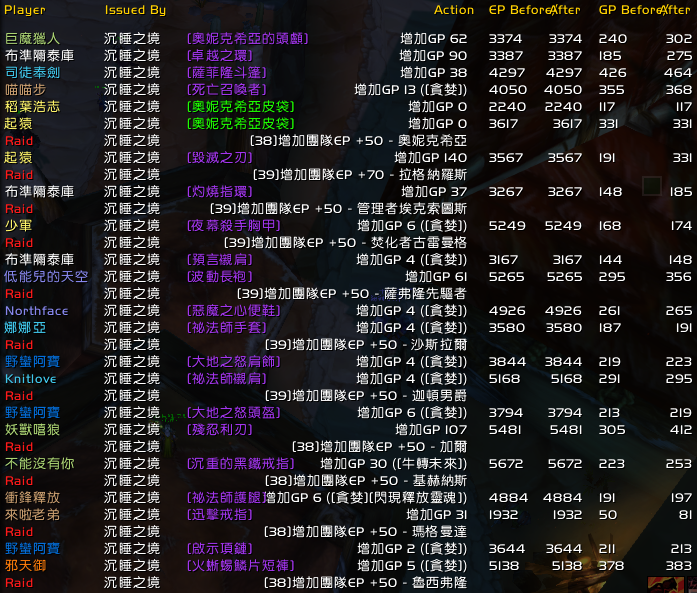 Player Issued By Action EP Before After GP Before After
巨魔獵人 沉睡之境 [奧妮克希亞的頭顱] 增加GP 62 3374 3374 240 302
布準爾泰庫 沉睡之境 [卓越之環] 增加GP 90 3387 3387 185 275
司徒奉劍 沉睡之境 [薩菲隆斗篷] 增加GP 38 4297 4297 426 464
喵喵步 沉睡之境 [死亡召喚者] 增加GP 13 ([貪婪]) 4050 4050 355 368
稻葉浩志 沉睡之境 [奧妮克希亞皮袋] 增加GP 0 2240 2240 117 117
起猿 沉睡之境 [奧妮克希亞皮袋] 增加GP 0 3617 3617 331 331
Raid 沉睡之境 [38]增加團隊EP +50 - 奧妮克希亞
起猿 沉睡之境 [毀滅之刃] 增加GP 140 3567 3567 191 331
Raid 沉睡之境 [39]增加團隊EP +70 - 拉格納羅斯
布準爾泰庫 沉睡之境 [灼燒指環] 增加GP 37 3267 3267 148 185
Raid 沉睡之境 [39]增加團隊EP +50 - 管理者埃克索圖斯
少軍 沉睡之境 [夜幕殺手胸甲] 增加GP 6 ([貪婪]) 5249 5249 168 174
Raid 沉睡之境 [39]增加團隊EP +50 - 焚化者古雷曼格
布準爾泰庫 沉睡之境 [預言襯肩] 增加GP 4 ([貪婪]) 3167 3167 144 148
低能兒的天空 沉睡之境 [波動長袍] 增加GP 61 5265 5265 295 356
Raid 沉睡之境 [39]增加團隊EP +50 - 薩弗隆先驅者
Northface 沉睡之境 [惡魔之心便鞋] 增加GP 4 ([貪婪]) 4926 4926 261 265
娜娜亞 沉睡之境 [祕法師手套] 增加GP 4 ([貪婪]) 3580 3580 187 191
Raid 沉睡之境 [39]增加團隊EP +50 - 沙斯拉爾
野蠻阿寶 沉睡之境 [大地之怒肩飾] 增加GP 4 ([貪婪]) 3844 3844 219 223
Knitlove 沉睡之境 [祕法師襯肩] 增加GP 4 ([貪婪]) 5168 5168 291 295
Raid 沉睡之境 [39]增加團隊EP +50 - 迦頓男爵
野蠻阿寶 沉睡之境 [大地之怒頭盔] 增加GP 6 ([貪婪]) 3794 3794 213 219
妖獸嘻狼 沉睡之境 [殘忍利刃] 增加GP 107 5481 5481 305 412
Raid 沉睡之境 [38]增加團隊EP +50 - 加爾
不能沒有你 沉睡之境 [沉重的黑鐵戒指] 增加GP 30 ([牛轉未來]) 5672 5672 223 253
Raid 沉睡之境 [38]增加團隊EP +50 - 基赫納斯
衝鋒釋放 沉睡之境 [祕法師護腿]增加GP 6 ([貪婪][閃現釋放靈魂]) 4884 4884 191 197
來啦老弟 沉睡之境 [迅擊戒指] 增加GP 31 1932 1932 50 81
Raid 沉睡之境 [38]增加團隊EP +50 - 瑪格曼達
野蠻阿寶 沉睡之境 [啟示項鏈] 增加GP 2 ([貪婪]) 3644 3644 211 213
邪天御 沉睡之境 [火蜥蜴鱗片短褲] 增加GP 5 ([貪婪]) 5138 5138 378 383
Raid 沉睡之境 [38]增加團隊EP +50 - 魯西弗隆